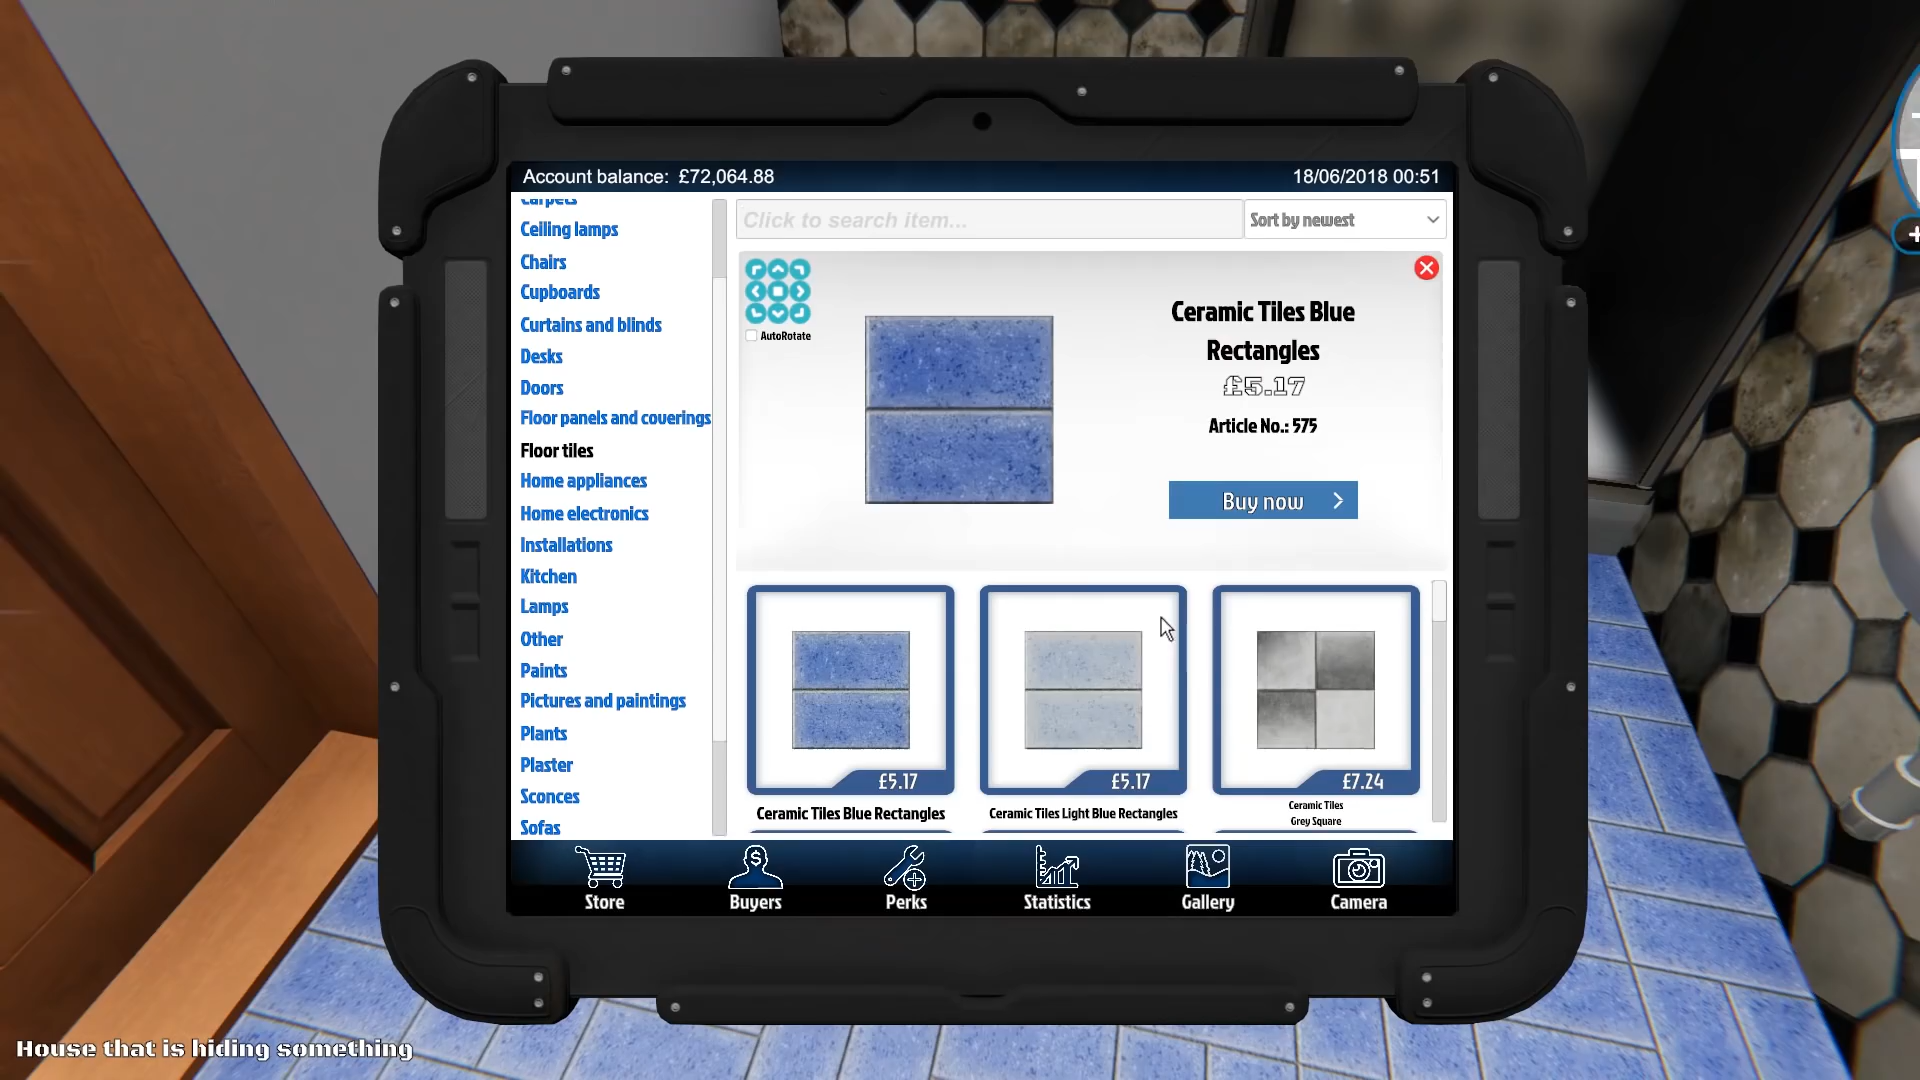 Account balance: £72,064.88
18/06/2018 00:51
Carpets
Ceiling lamps
Chairs
Cupboards
Curtains and blinds
Desks
Doors
Floor panels and coverings
Floor tiles
Home appliances
Home electronics
Installations
Kitchen
Lamps
Other
Paints
Pictures and paintings
Plants
Plaster
Sconces
Sofas
Click to search item...
Sort by newest
AutoRotate
Ceramic Tiles Blue
Rectangles
£5.17
Article No.: 575
Buy now
£5.17
Ceramic Tiles Blue Rectangles
£5.17
Ceramic Tiles Light Blue Rectangles
£7.24
Ceramic Tiles
Grey Square
Store
Buyers
Perks
Statistics
Gallery
Camera
House that is hiding something